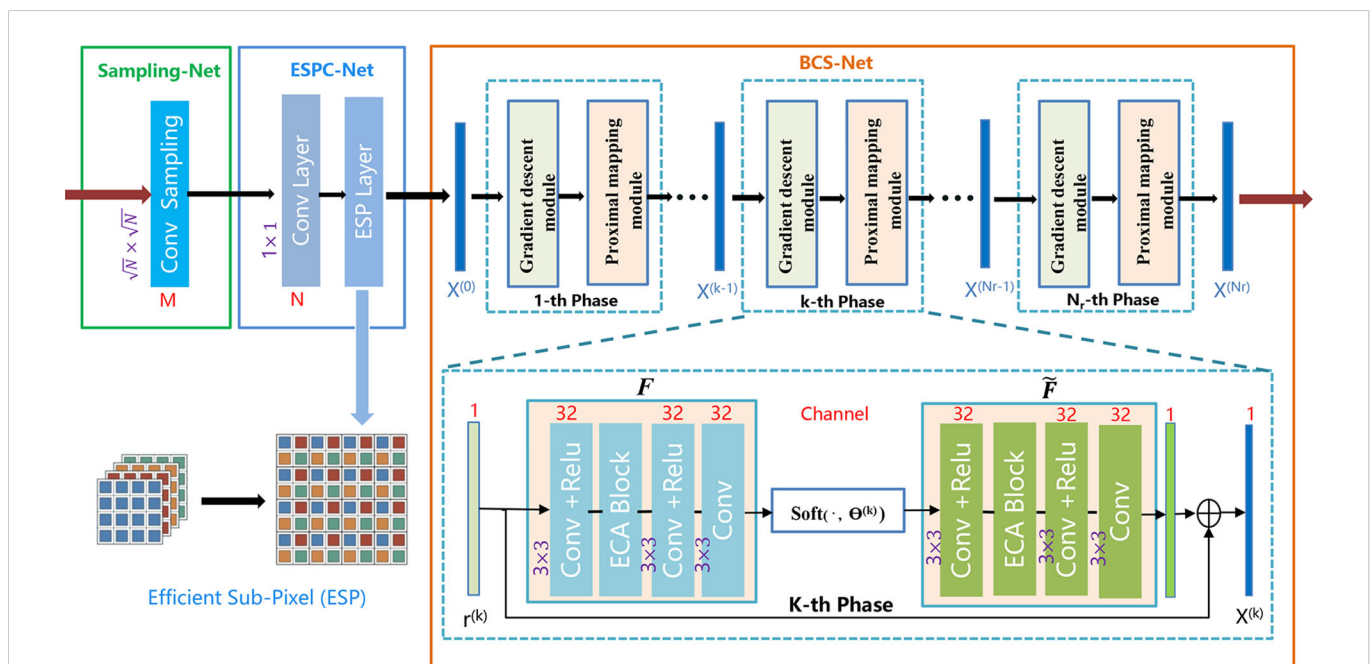 Sampling-Net
ESPC-Net
BCS-Net
√N × √N
Conv Sampling
M
1×1
Conv Layer
N
ESP Layer
X(0)
Gradient descent
module
Proximal mapping
module
1-th Phase
...
X(k-1)
Gradient descent
module
Proximal mapping
module
k-th Phase
...
X(Nr-1)
Gradient descent
module
Proximal mapping
module
Nr-th Phase
X(Nr)
Efficient Sub-Pixel (ESP)
F
Channel
F̃
1
32
32
32
32
32
32
1
1
3×3
Conv +Relu
ECA Block
3×3
Conv +Relu
3×3
Conv
Soft(·, Θ(k))
3×3
Conv +Relu
ECA Block
3×3
Conv +Relu
3×3
Conv
r(k)
K-th Phase
X(k)